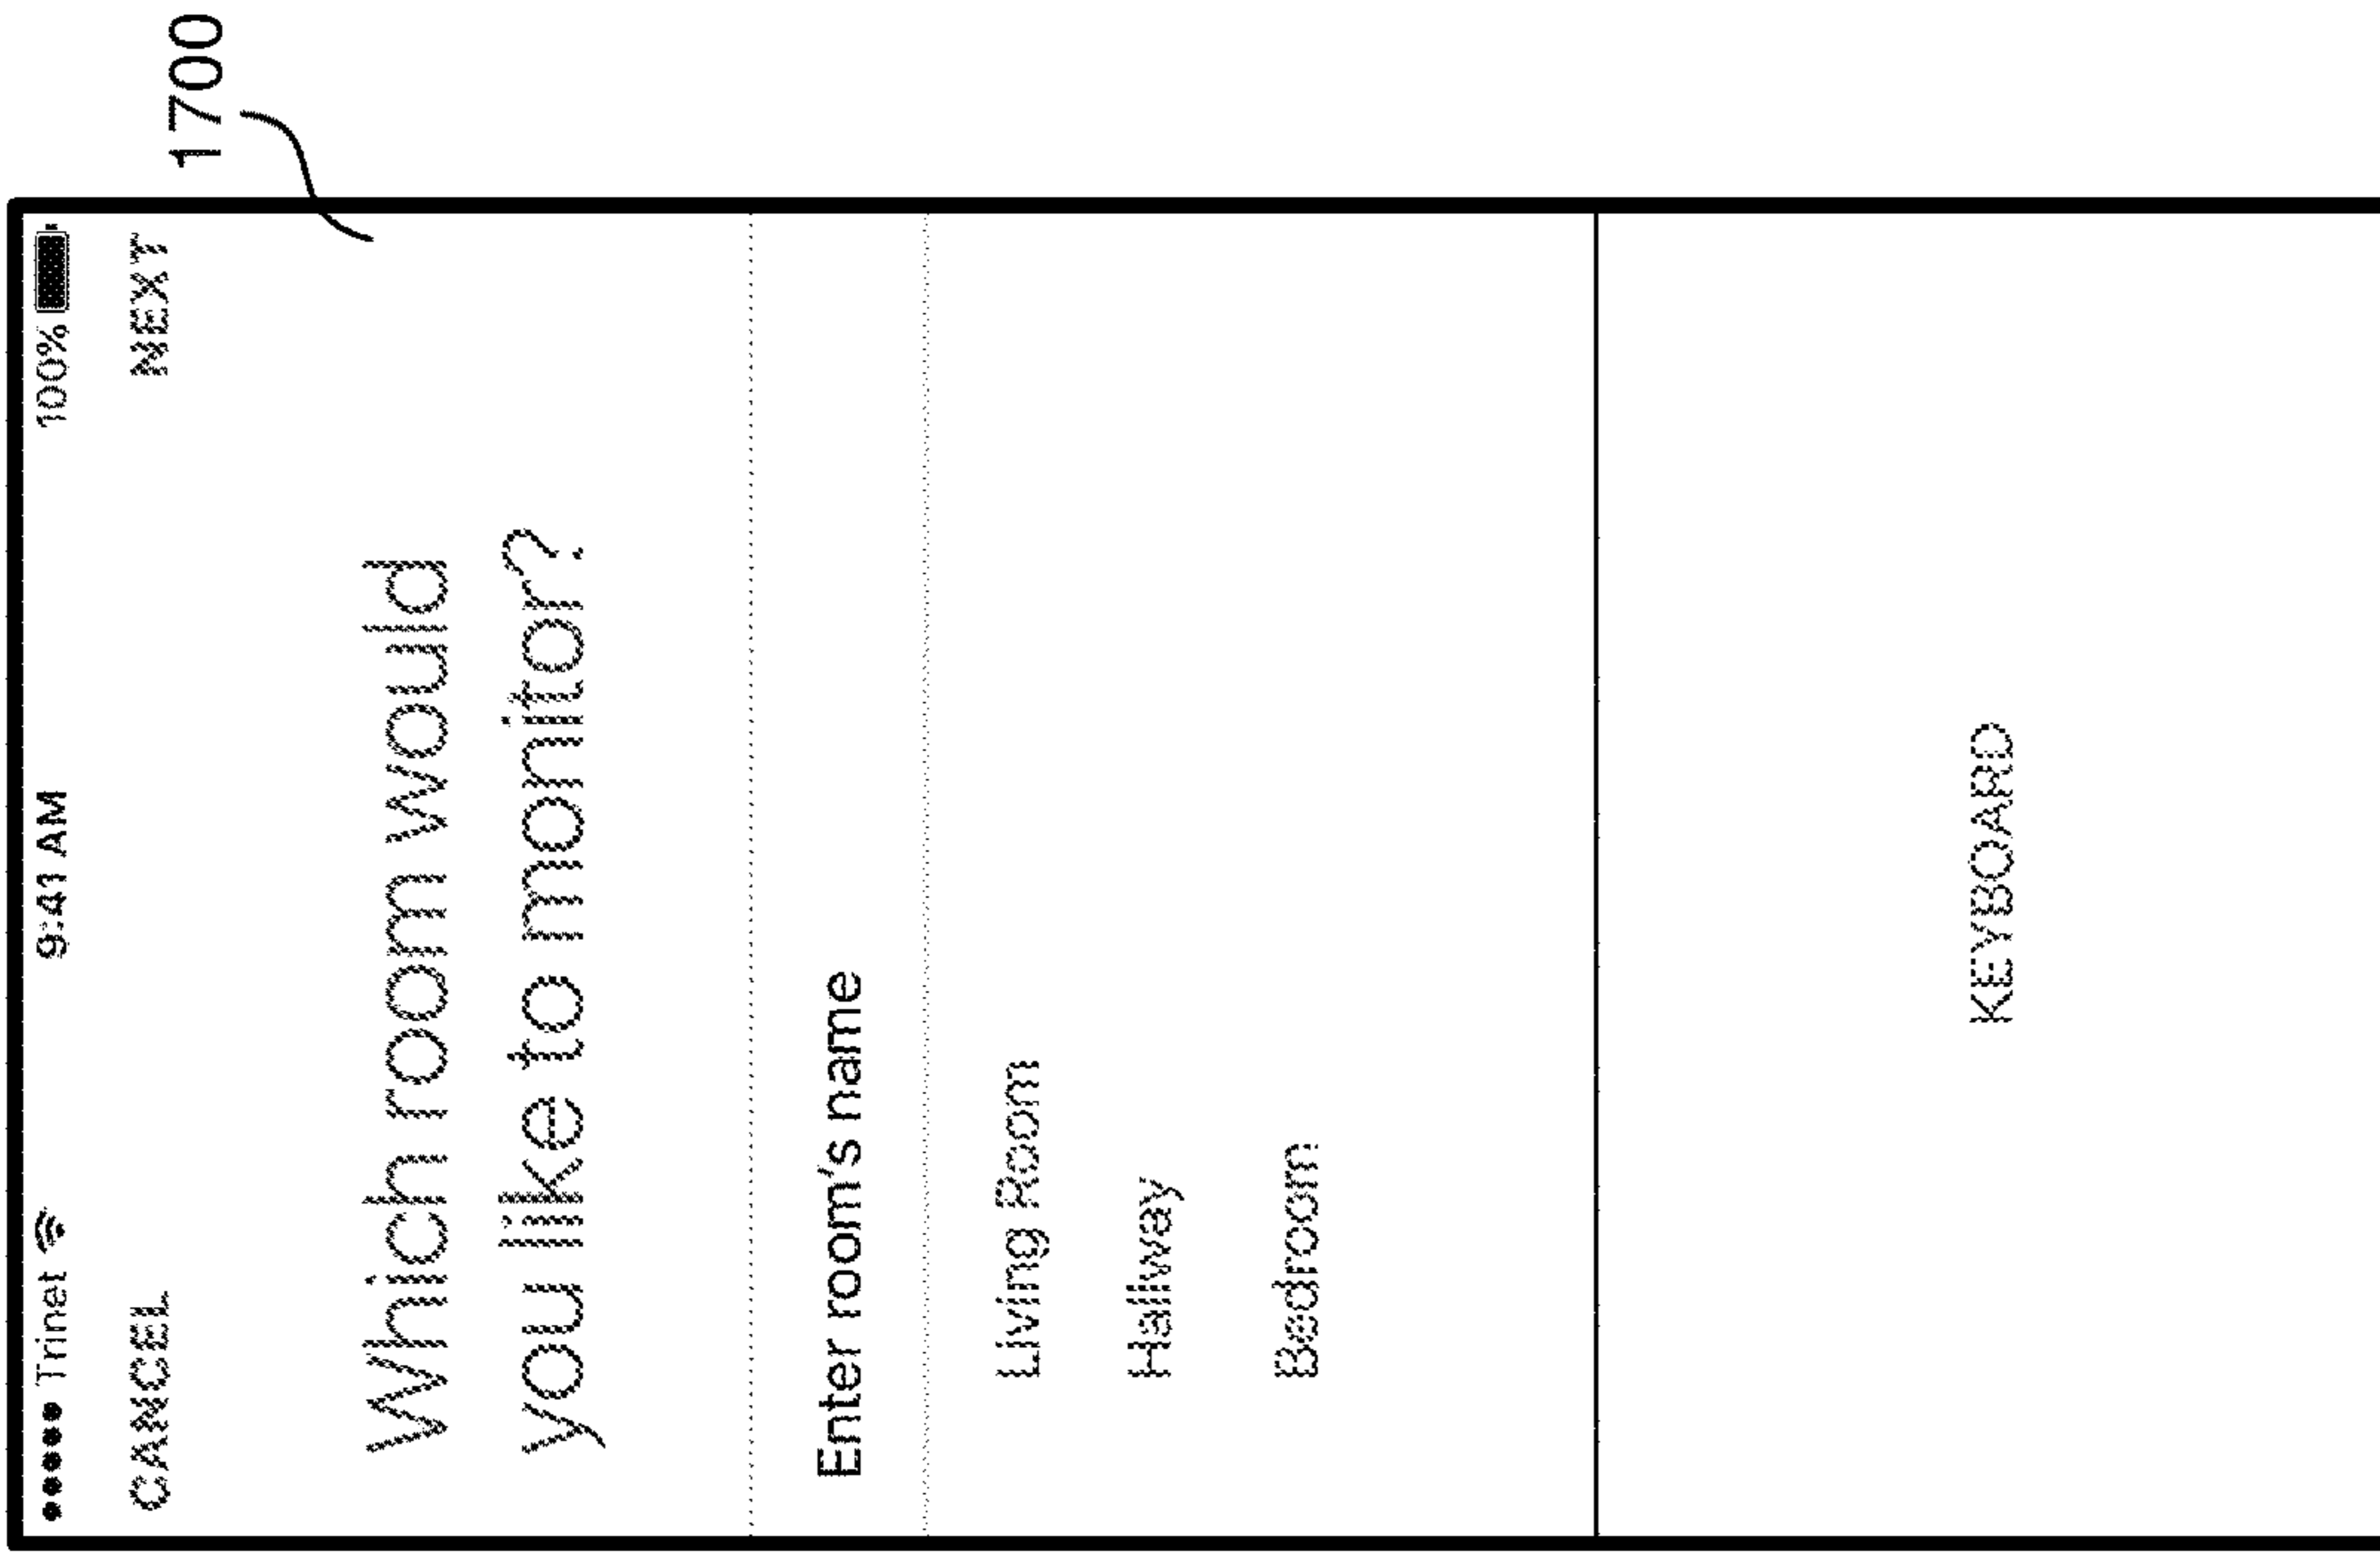 1700
Trinet 9:41 AM 100%
CANCEL NEXT
Which room would
you like to monitor?
Enter room's name
Living Room
Hallway
Bedroom
KEYBOARD